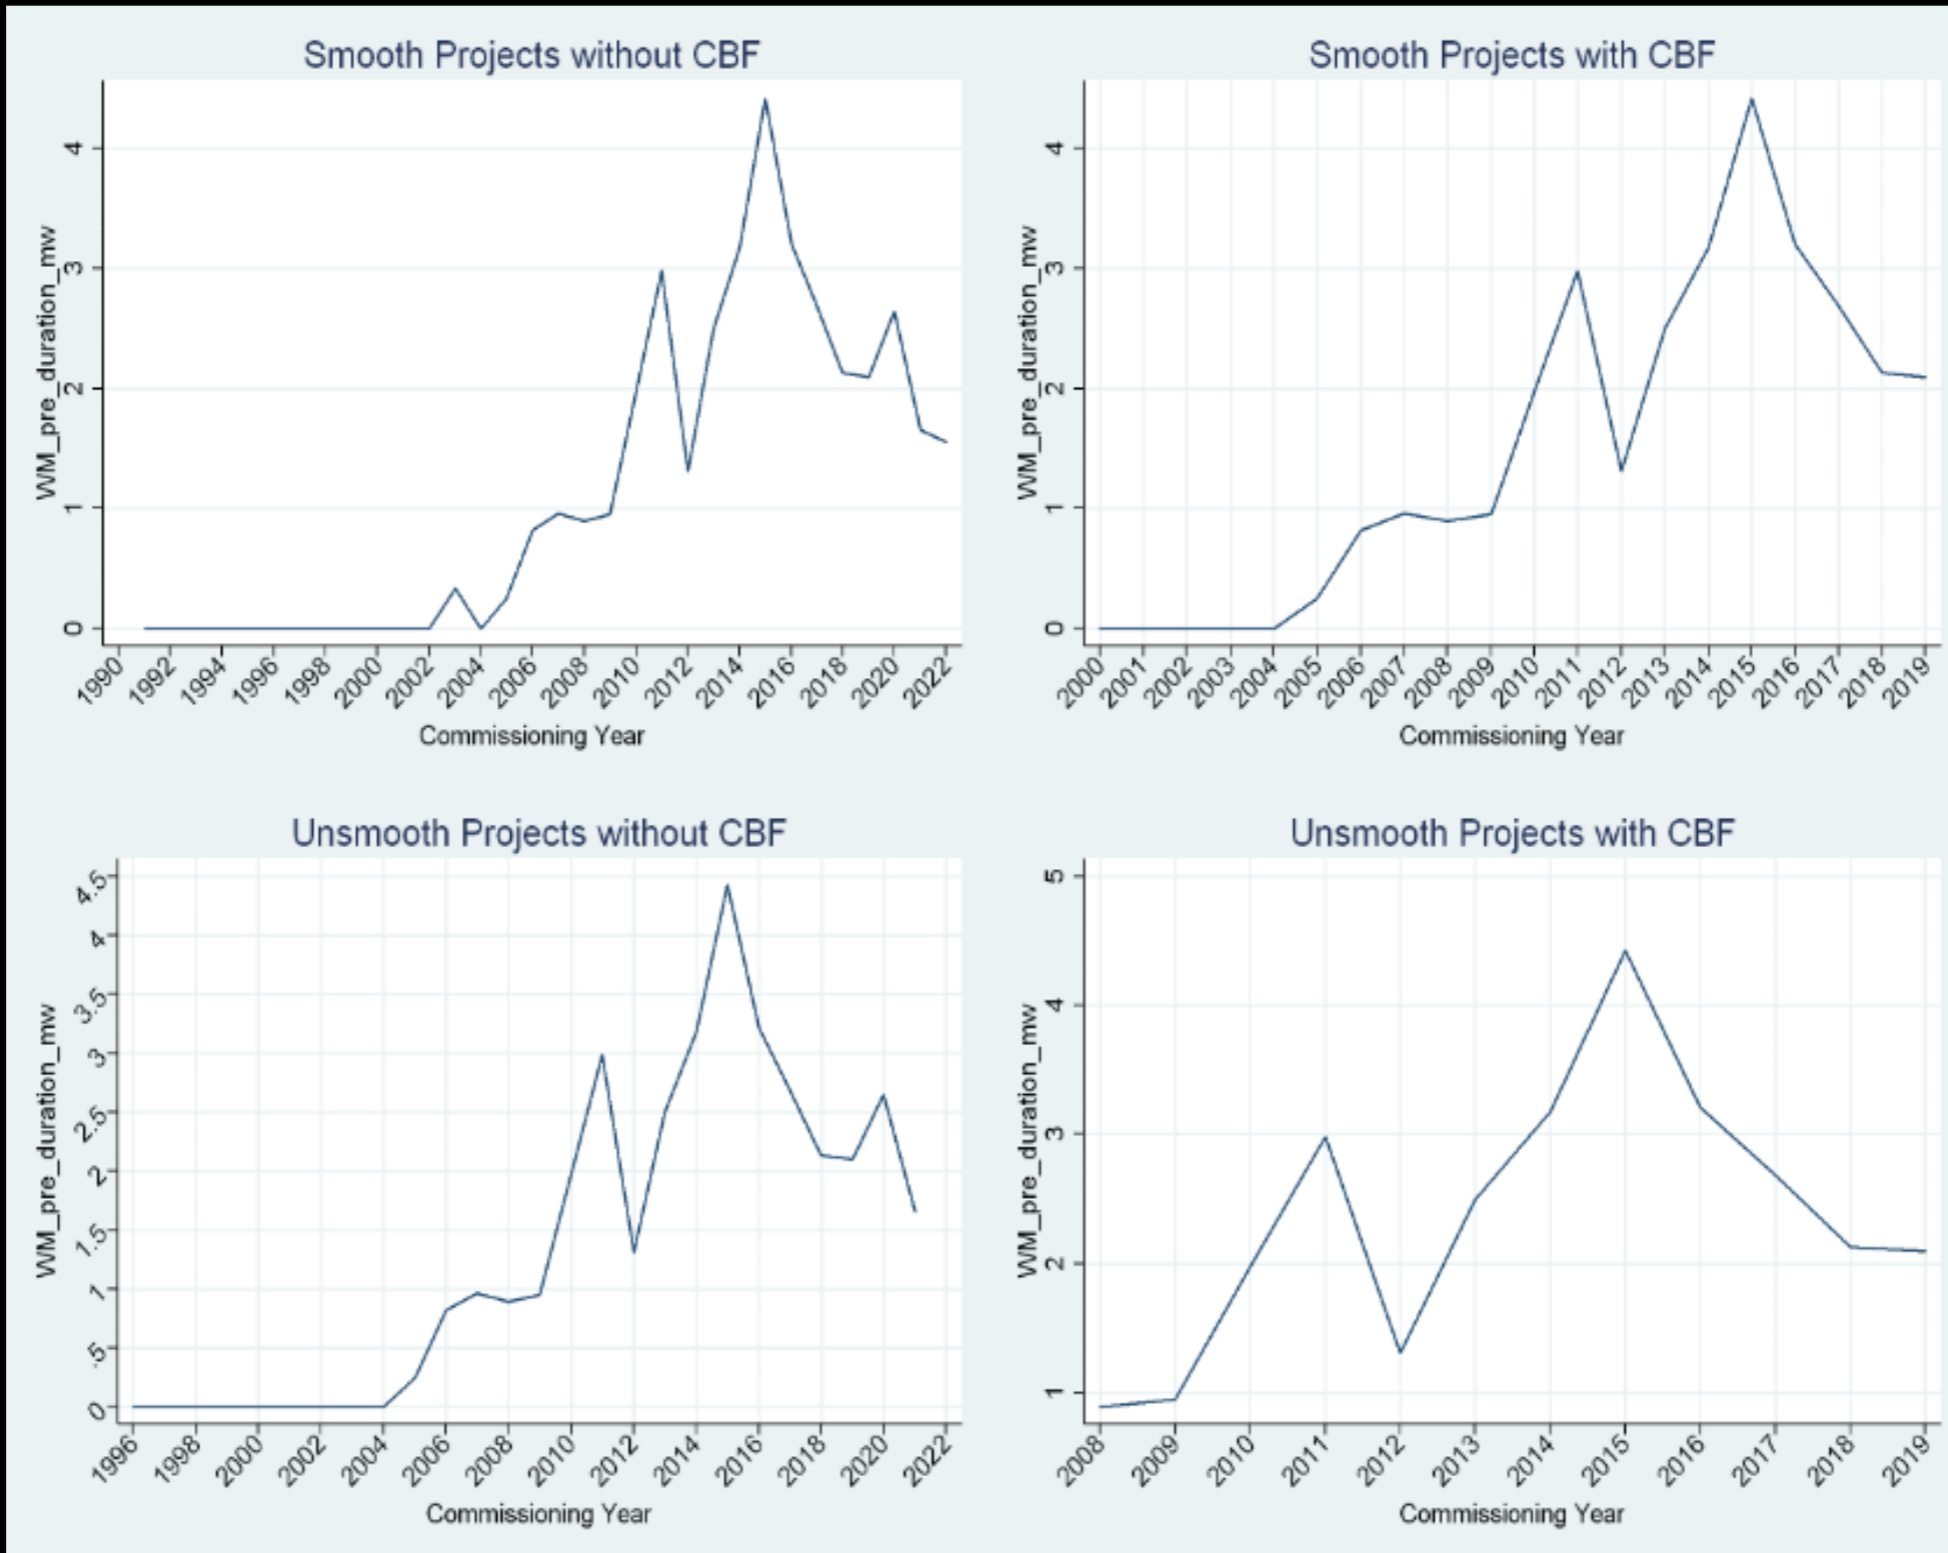 Smooth Projects without CBF
WM_pre_duration_mw
4
3
2
1
0
1990 1992 1994 1996 1998 2000 2002 2004 2006 2008 2010 2012 2014 2016 2018 2020 2022
Commissioning Year
Smooth Projects with CBF
WM_pre_duration_mw
4
3
2
1
0
2000 2001 2002 2003 2004 2005 2006 2007 2008 2009 2010 2011 2012 2013 2014 2015 2016 2017 2018 2019
Commissioning Year
Unsmooth Projects without CBF
WM_pre_duration_mw
4.5
4
3.5
3
2.5
2
1.5
1
.5
0
1996 1998 2000 2002 2004 2006 2008 2010 2012 2014 2016 2018 2020 2022
Commissioning Year
Unsmooth Projects with CBF
WM_pre_duration_mw
5
4
3
2
1
2008 2009 2010 2011 2012 2013 2014 2015 2016 2017 2018 2019
Commissioning Year